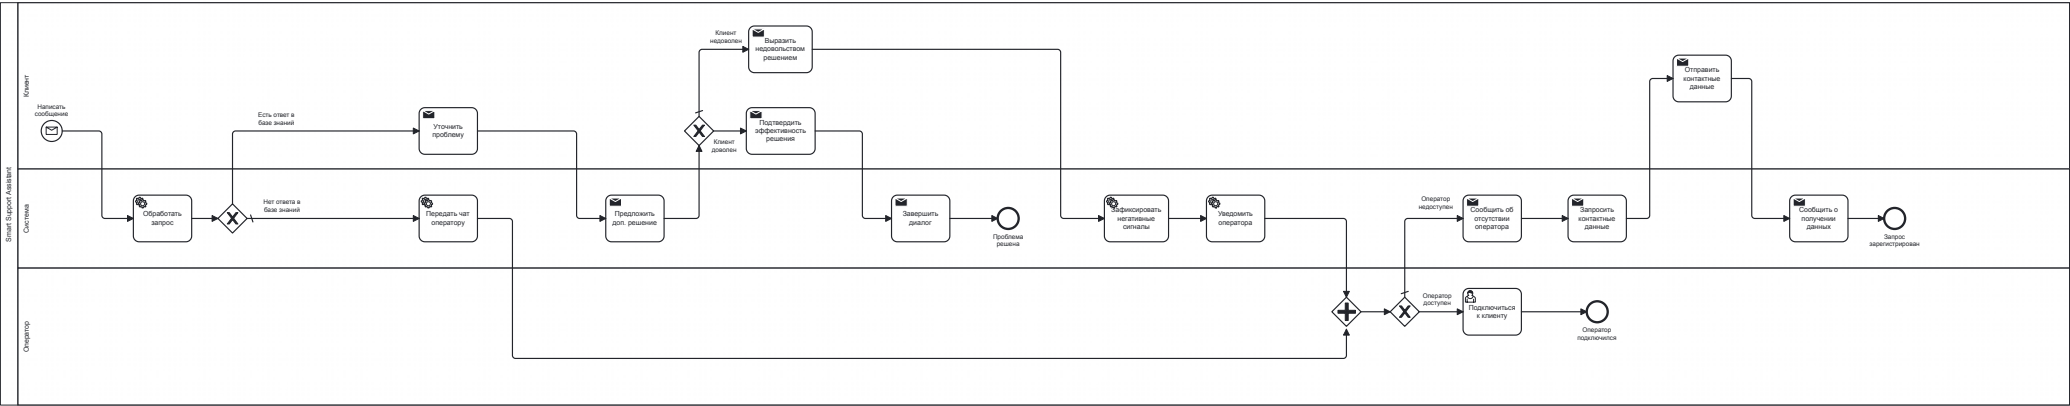 Smart Support Assistant
Клиент
Написать
сообщение
Есть ответ в
базе знаний
Уточнить
проблему
Клиент
недоволен
Выразить
недовольством
решением
Клиент
доволен
Подтвердить
эффективность
решения
Отправить
контактные
данные
Система
Обработать
запрос
Нет ответа в
базе знаний
Передать чат
оператору
Предложить
доп. решение
Завершить
диалог
Проблема
решена
Зафиксировать
негативные
сигналы
Уведомить
оператора
Оператор
недоступен
Сообщить об
отсутствии
оператора
Запросить
контактные
данные
Сообщить о
получении
данных
Запрос
зарегистрирован
Оператор
Оператор
доступен
Подключиться
к клиенту
Оператор
подключился